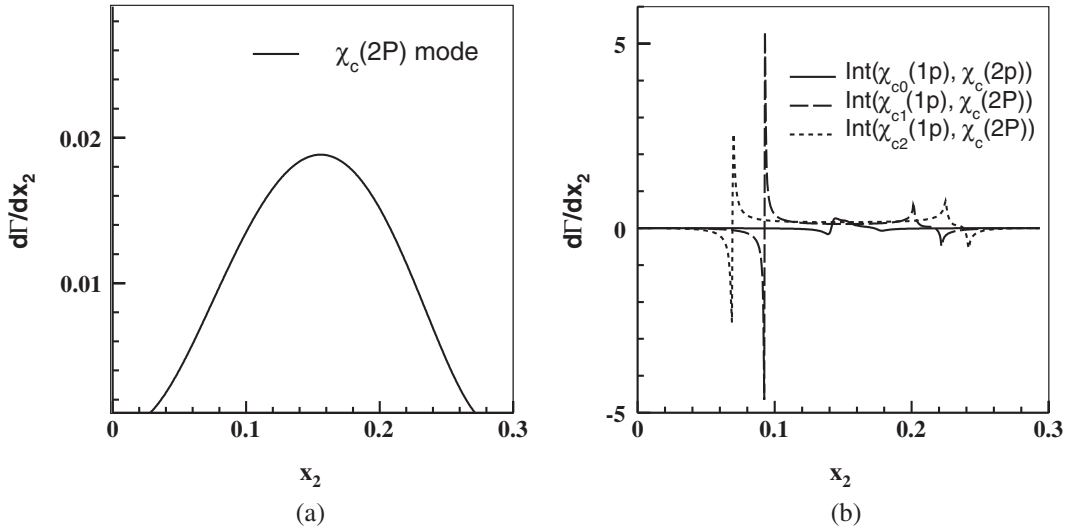 χc(2P) mode
0.02
0.01
dΓ/dx2
0
0.1
0.2
0.3
x2
(a)
Int(χc0(1p), χc(2p))
Int(χc1(1p), χc(2P))
Int(χc2(1p), χc(2P))
5
0
-5
dΓ/dx2
0
0.1
0.2
0.3
x2
(b)